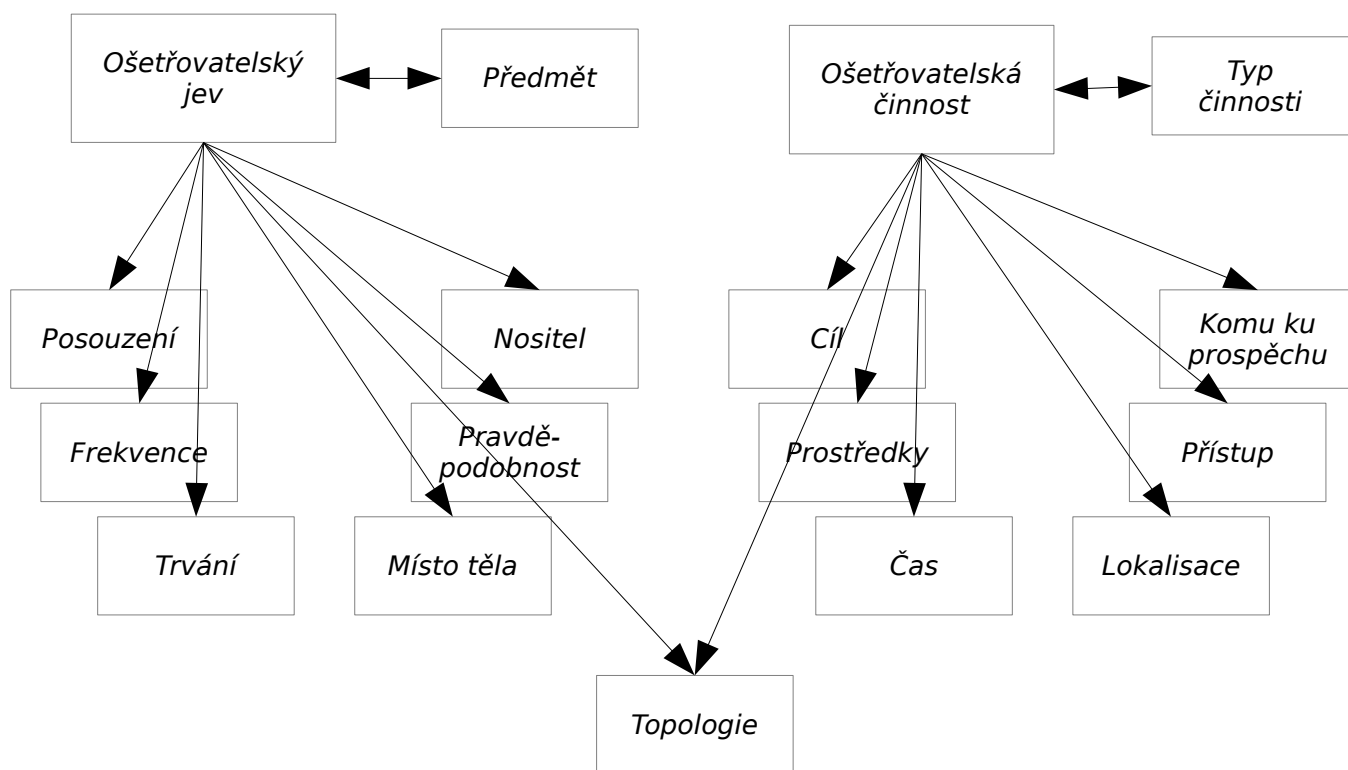 Ošetřovatelský
jev
Předmět
Ošetřovatelská
činnost
Typ
činnosti
Posouzení
Nositel
Cíl
Komu ku
prospěchu
Frekvence
Pravdě-
podobnost
Prostředky
Přístup
Trvání
Místo těla
Čas
Lokalisace
Topologie